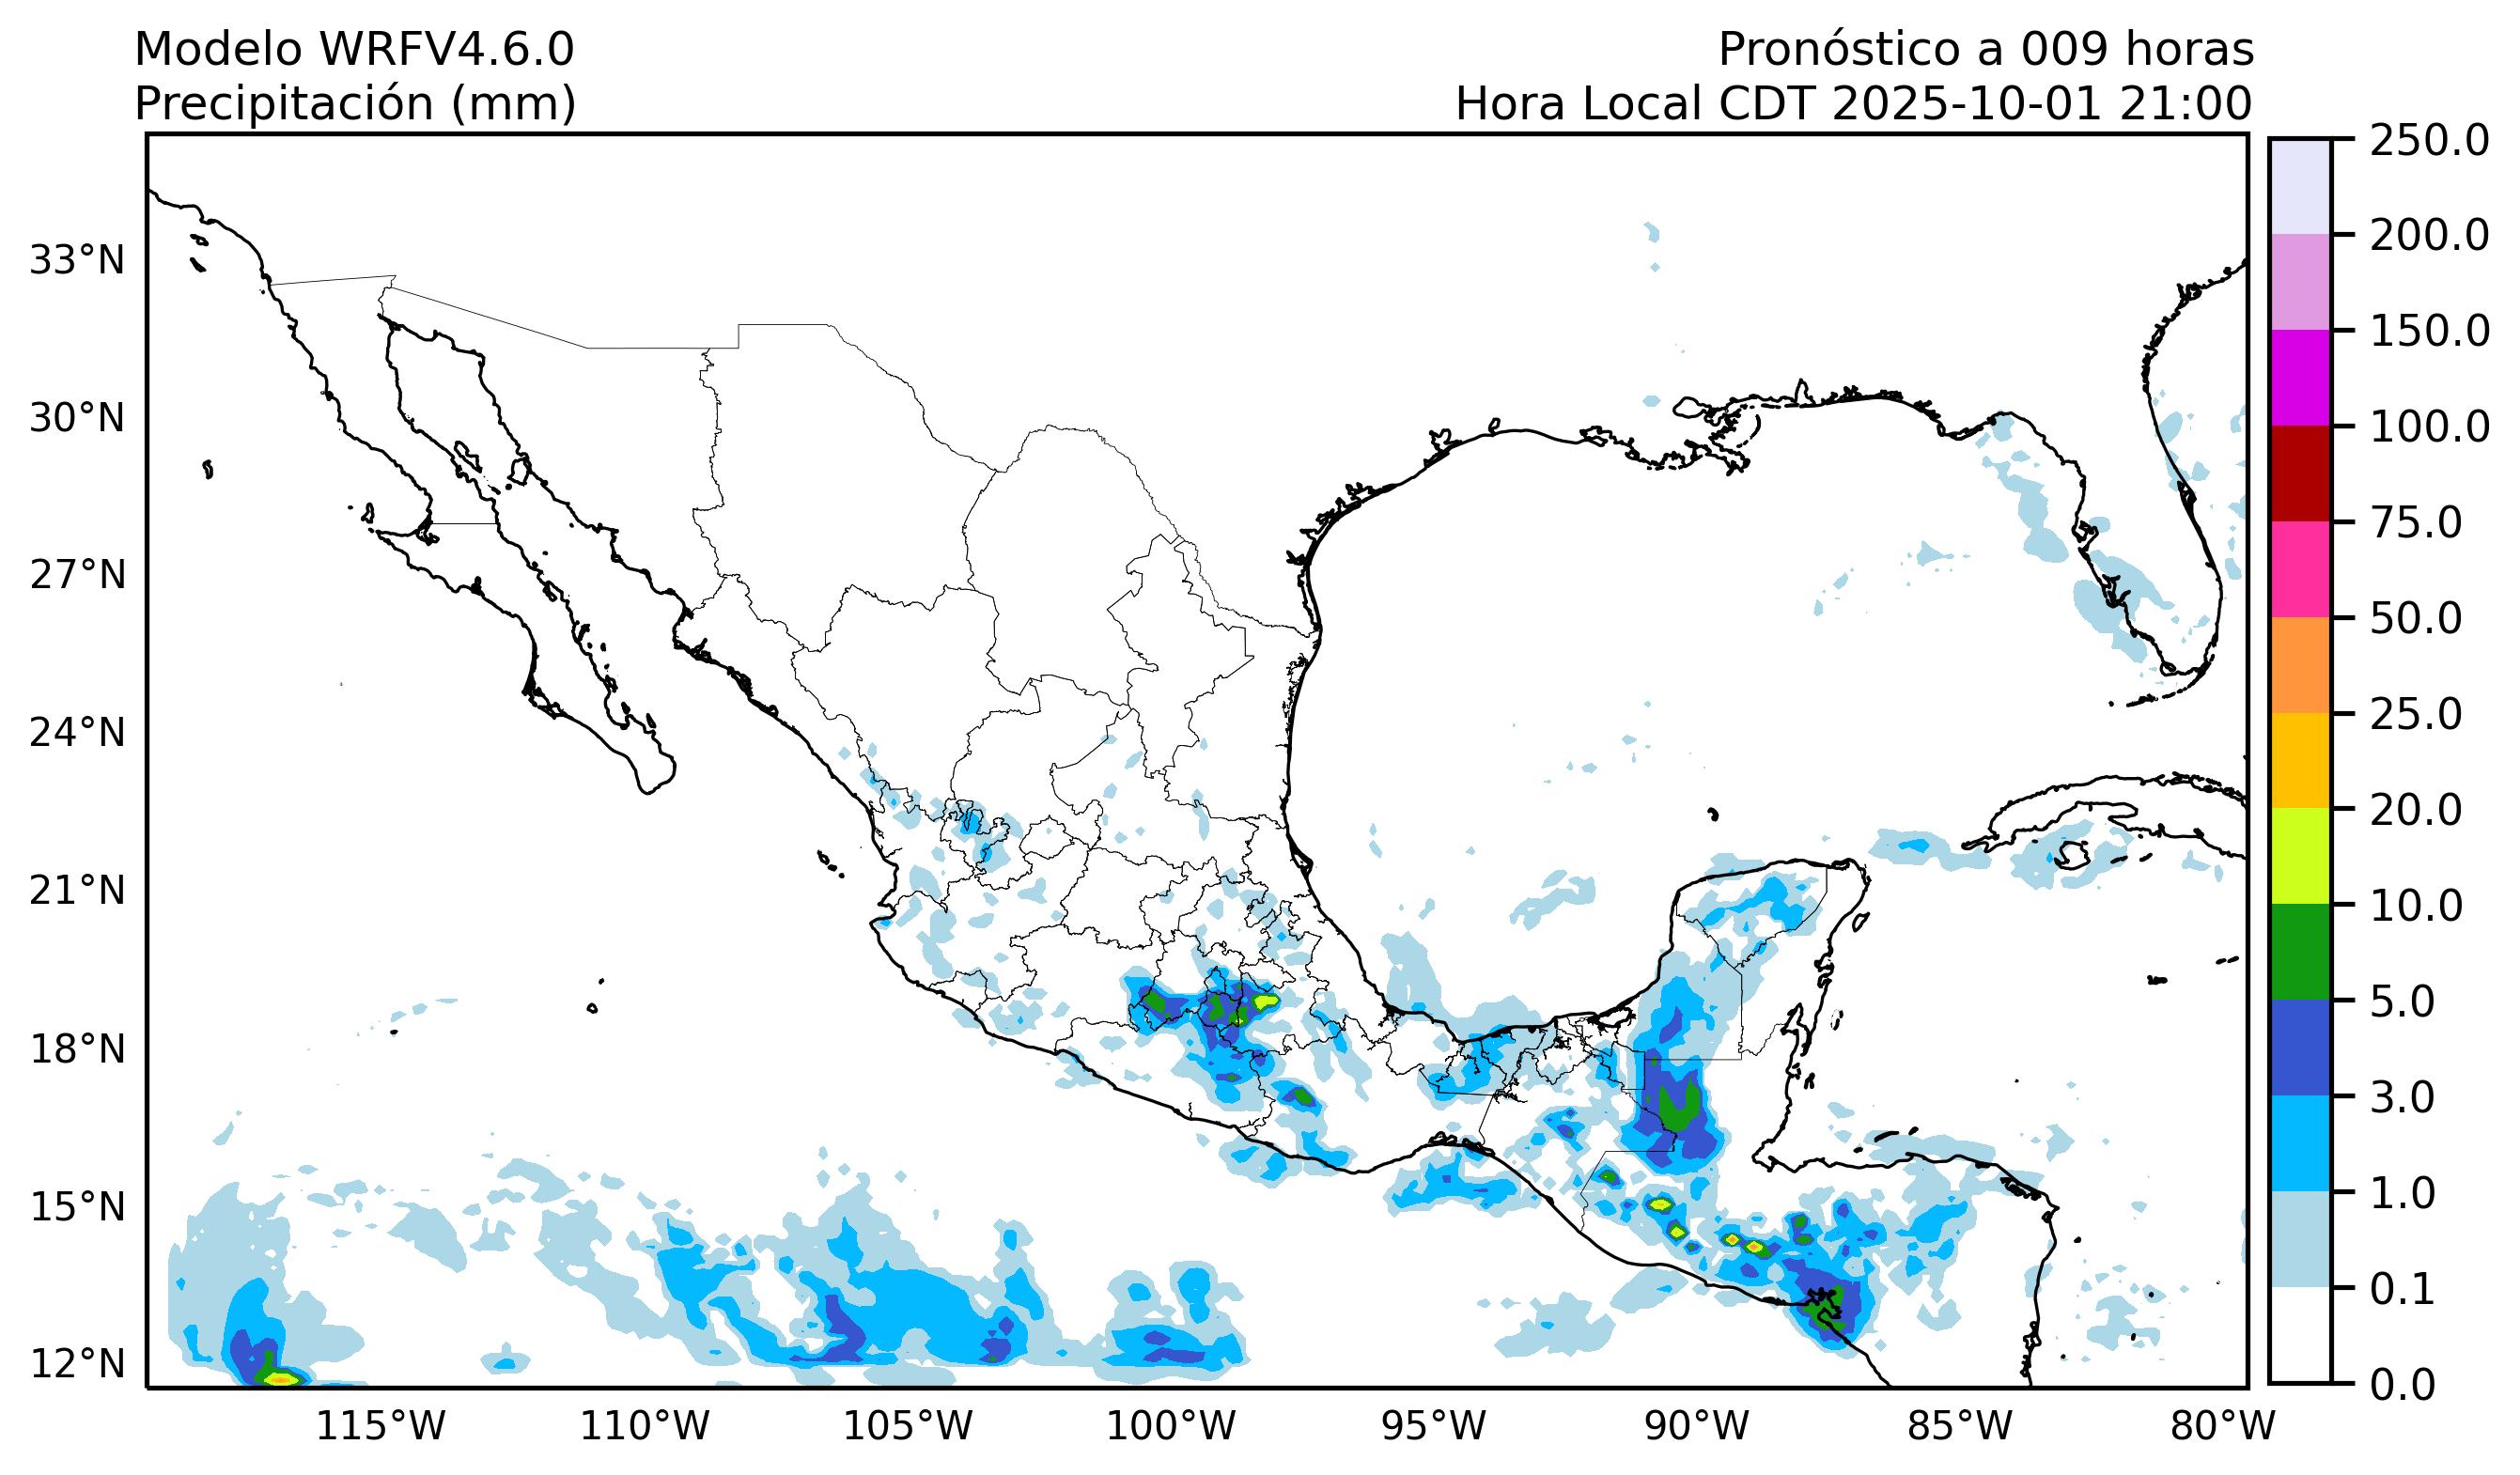 Modelo WRFV4.6.0
Precipitación (mm)
Pronóstico a 009 horas
Hora Local CDT 2025-10-01 21:00
33°N
30°N
27°N
24°N
21°N
18°N
15°N
12°N
115°W
110°W
105°W
100°W
95°W
90°W
85°W
80°W
250.0
200.0
150.0
100.0
75.0
50.0
25.0
20.0
10.0
5.0
3.0
1.0
0.1
0.0